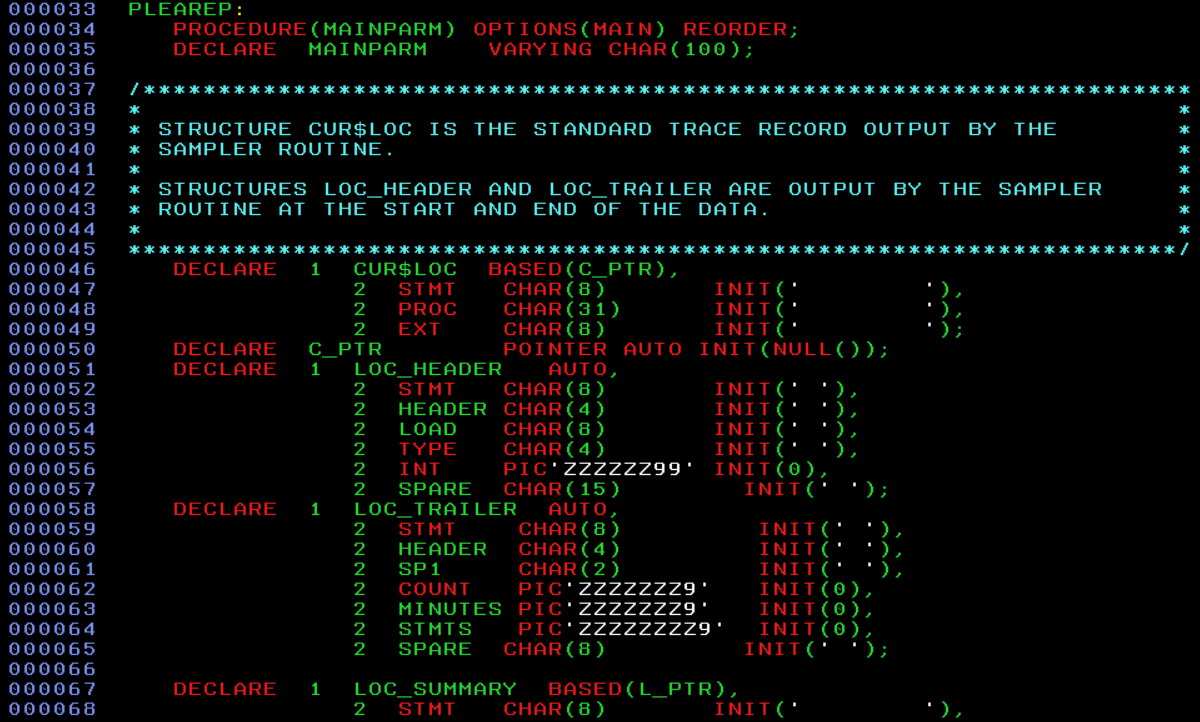 000033  PLEAREP:
000034     PROCEDURE(MAINPARM) OPTIONS(MAIN) REORDER;
000035     DECLARE  MAINPARM    VARYING CHAR(100);
000036
000037  /**********************************************************************
000038  *                                                                      *
000039  * STRUCTURE CUR$LOC IS THE STANDARD TRACE RECORD OUTPUT BY THE         *
000040  * SAMPLER ROUTINE.                                                     *
000041  *                                                                      *
000042  * STRUCTURES LOC_HEADER AND LOC_TRAILER ARE OUTPUT BY THE SAMPLER      *
000043  * ROUTINE AT THE START AND END OF THE DATA.                            *
000044  *                                                                      *
000045  **********************************************************************/
000046     DECLARE  1  CUR$LOC  BASED(C_PTR),
000047                 2  STMT   CHAR(8)       INIT('        '),
000048                 2  PROC   CHAR(31)      INIT('        '),
000049                 2  EXT    CHAR(8)       INIT('        ');
000050     DECLARE  C_PTR        POINTER AUTO INIT(NULL());
000051     DECLARE  1  LOC_HEADER   AUTO,
000052                 2  STMT   CHAR(8)       INIT(' '),
000053                 2  HEADER CHAR(4)       INIT(' '),
000054                 2  LOAD   CHAR(8)       INIT(' '),
000055                 2  TYPE   CHAR(4)       INIT(' '),
000056                 2  INT    PIC'ZZZZZZ99' INIT(0),
000057                 2  SPARE  CHAR(15)        INIT(' ');
000058     DECLARE  1  LOC_TRAILER  AUTO,
000059                 2  STMT    CHAR(8)         INIT(' '),
000060                 2  HEADER  CHAR(4)         INIT(' '),
000061                 2  SP1     CHAR(2)         INIT(' '),
000062                 2  COUNT   PIC'ZZZZZZZ9'   INIT(0),
000063                 2  MINUTES PIC'ZZZZZZZ9'   INIT(0),
000064                 2  STMTS   PIC'ZZZZZZZZ9'  INIT(0),
000065                 2  SPARE  CHAR(8)         INIT(' ');
000066
000067     DECLARE  1  LOC_SUMMARY  BASED(L_PTR),
000068                 2  STMT   CHAR(8)       INIT('        '),